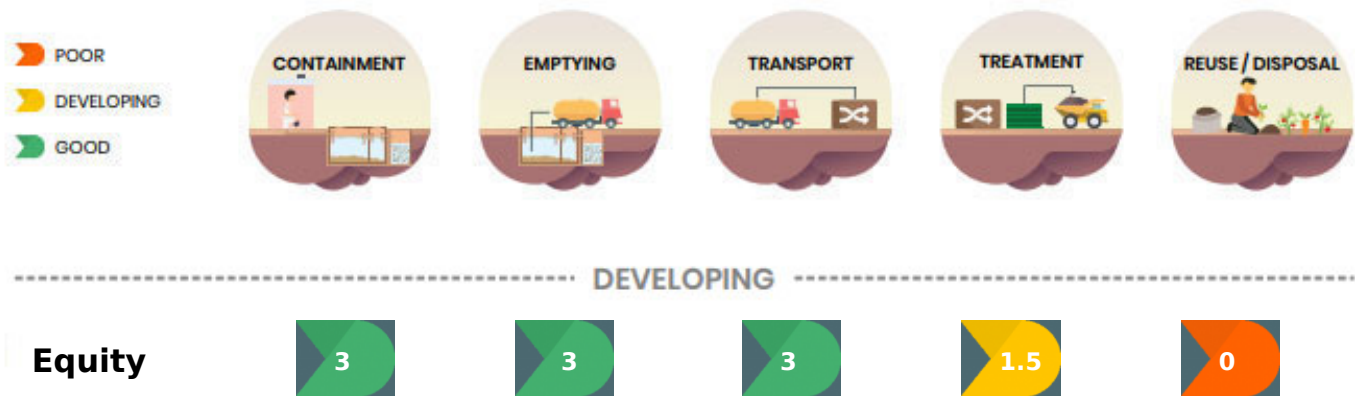 POOR
DEVELOPING
GOOD
CONTAINMENT
EMPTYING
TRANSPORT
TREATMENT
REUSE / DISPOSAL
DEVELOPING
Equity 3 3 3 1.5 0